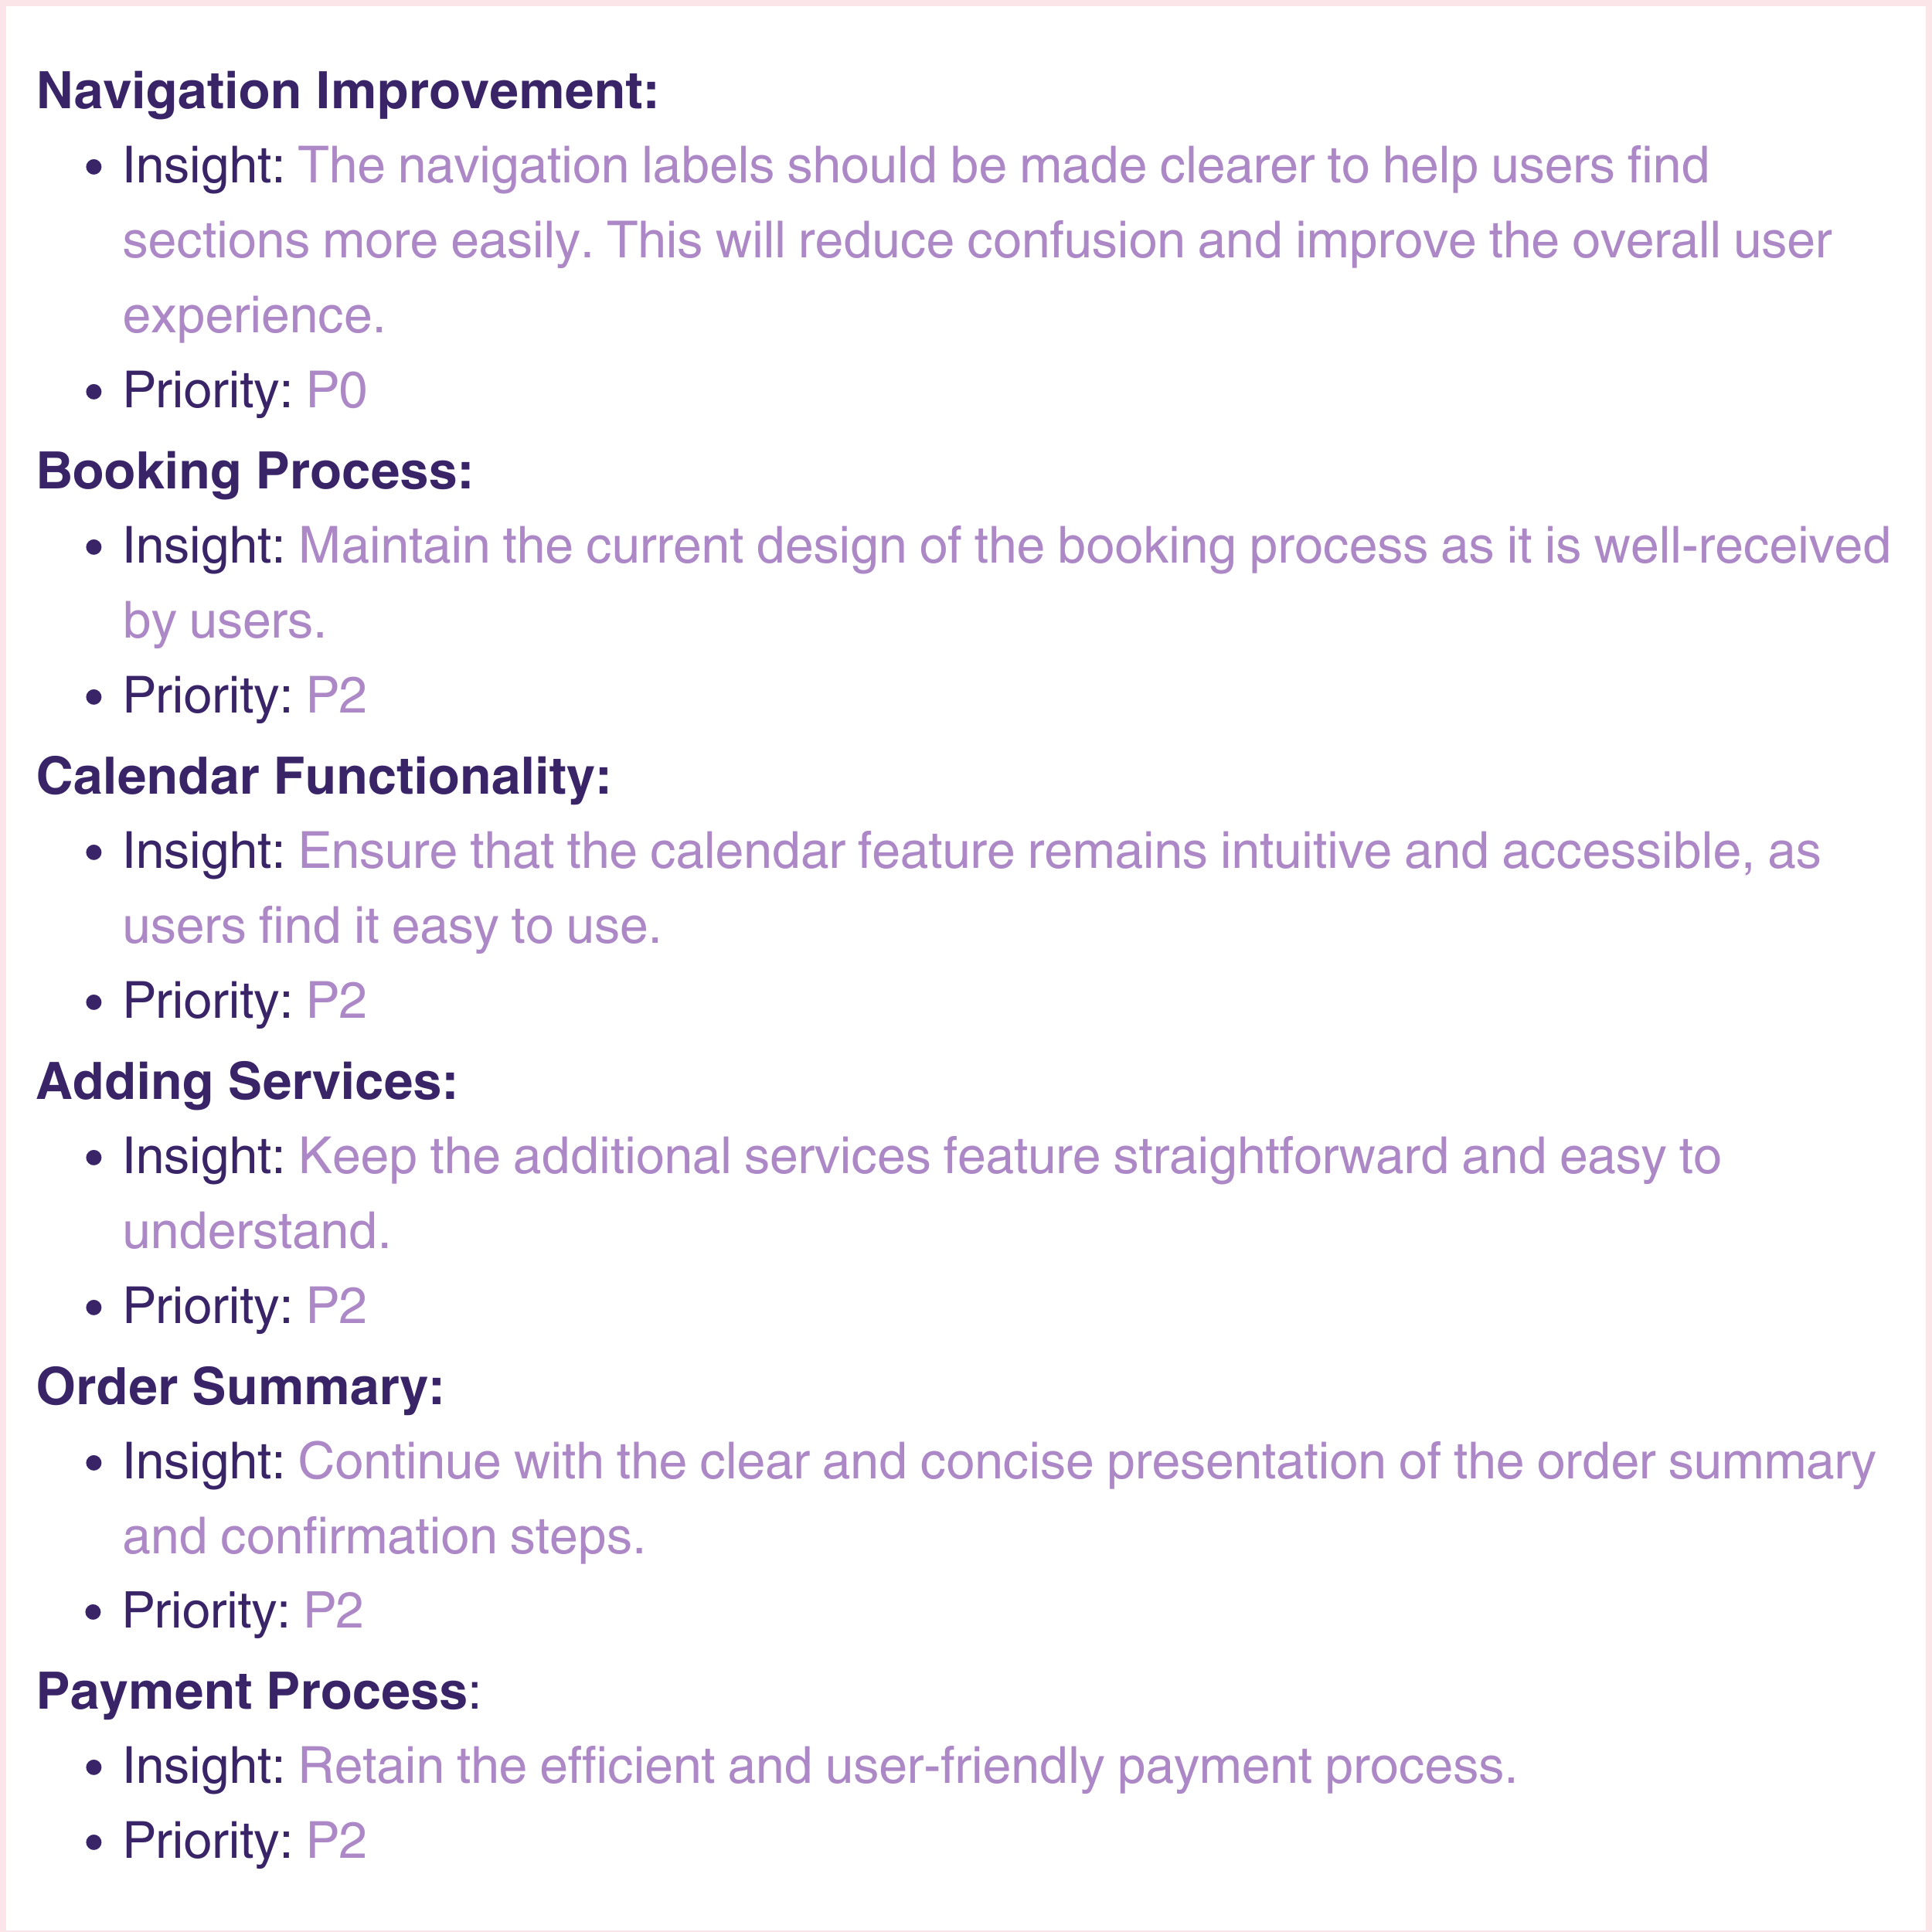 Navigation Improvement:
• Insight: The navigation labels should be made clearer to help users find
sections more easily. This will reduce confusion and improve the overall user
experience.
• Priority: P0
Booking Process:
• Insight: Maintain the current design of the booking process as it is well-received
by users.
• Priority: P2
Calendar Functionality:
• Insight: Ensure that the calendar feature remains intuitive and accessible, as
users find it easy to use.
• Priority: P2
Adding Services:
• Insight: Keep the additional services feature straightforward and easy to
understand.
• Priority: P2
Order Summary:
• Insight: Continue with the clear and concise presentation of the order summary
and confirmation steps.
• Priority: P2
Payment Process:
• Insight: Retain the efficient and user-friendly payment process.
• Priority: P2